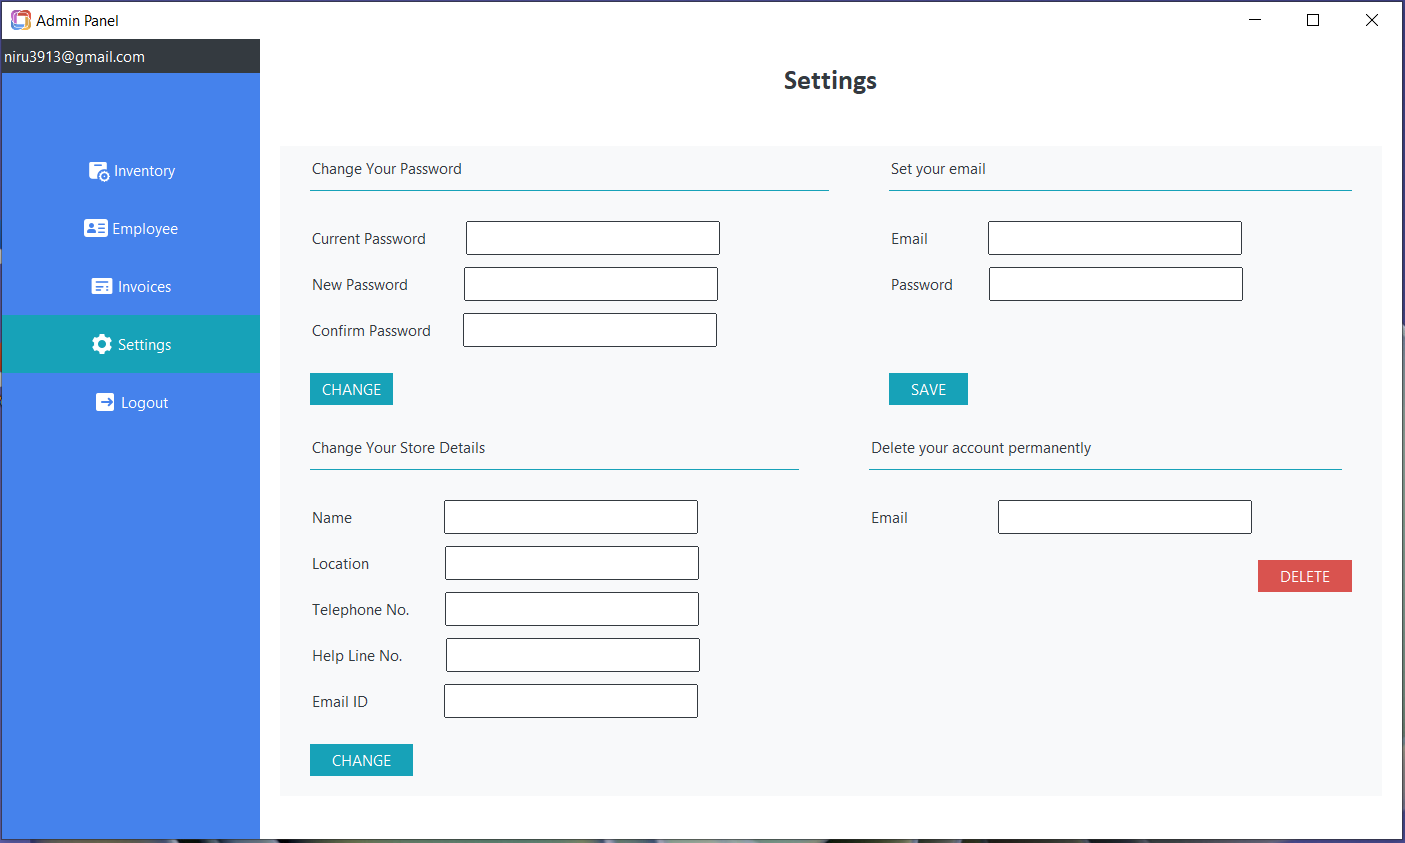 Admin Panel
niru3913@gmail.com
Inventory
Employee
Invoices
Settings
Logout
Settings
Change Your Password
Current Password
New Password
Confirm Password
CHANGE
Set your email
Email
Password
SAVE
Change Your Store Details
Name
Location
Telephone No.
Help Line No.
Email ID
CHANGE
Delete your account permanently
Email
DELETE